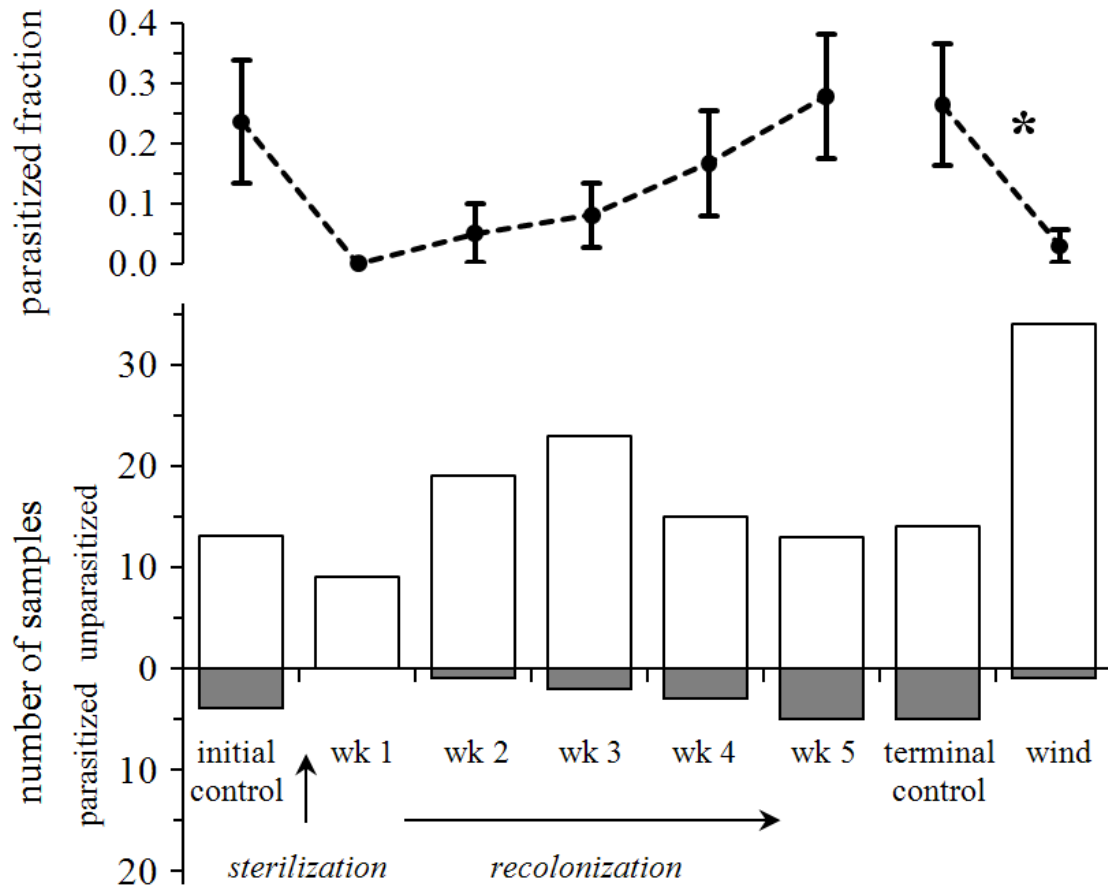 parasitized fraction
0.4
0.3
0.2
0.1
0.0
*
number of samples
unparasitized
parasitized
30
20
10
0
10
20
initial control
wk 1
wk 2
wk 3
wk 4
wk 5
terminal control
wind
sterilization
recolonization